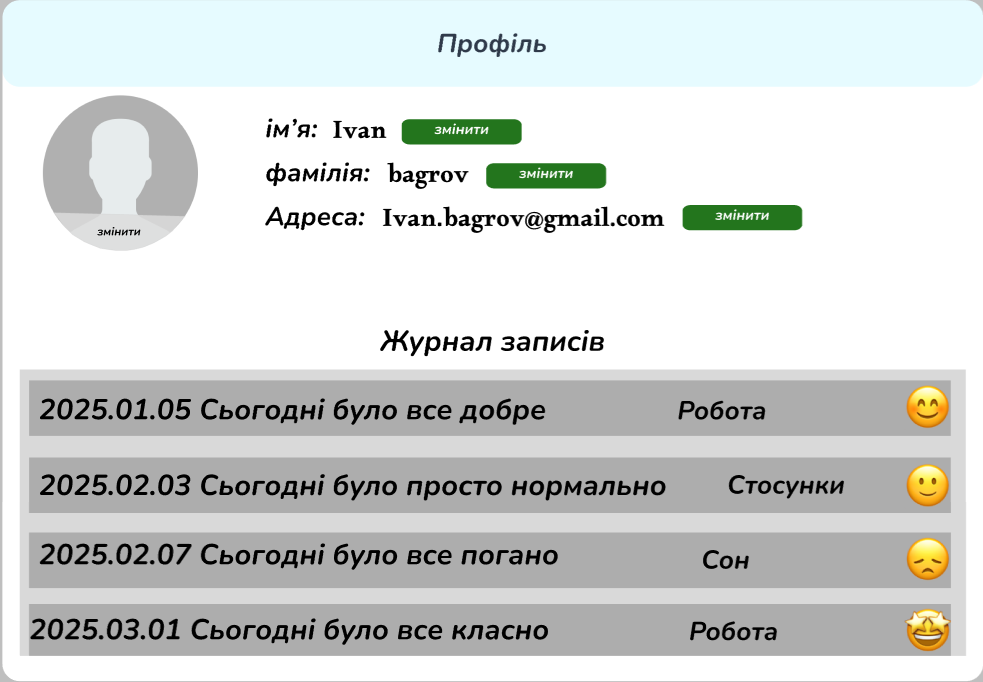 Профіль
ім’я: Ivan змінити
фамілія: bagrov змінити
Адреса: Ivan.bagrov@gmail.com змінити
змінити
Журнал записів
2025.01.05 Сьогодні було все добре Робота
2025.02.03 Сьогодні було просто нормально Стосунки
2025.02.07 Сьогодні було все погано Сон
2025.03.01 Сьогодні було все класно Робота